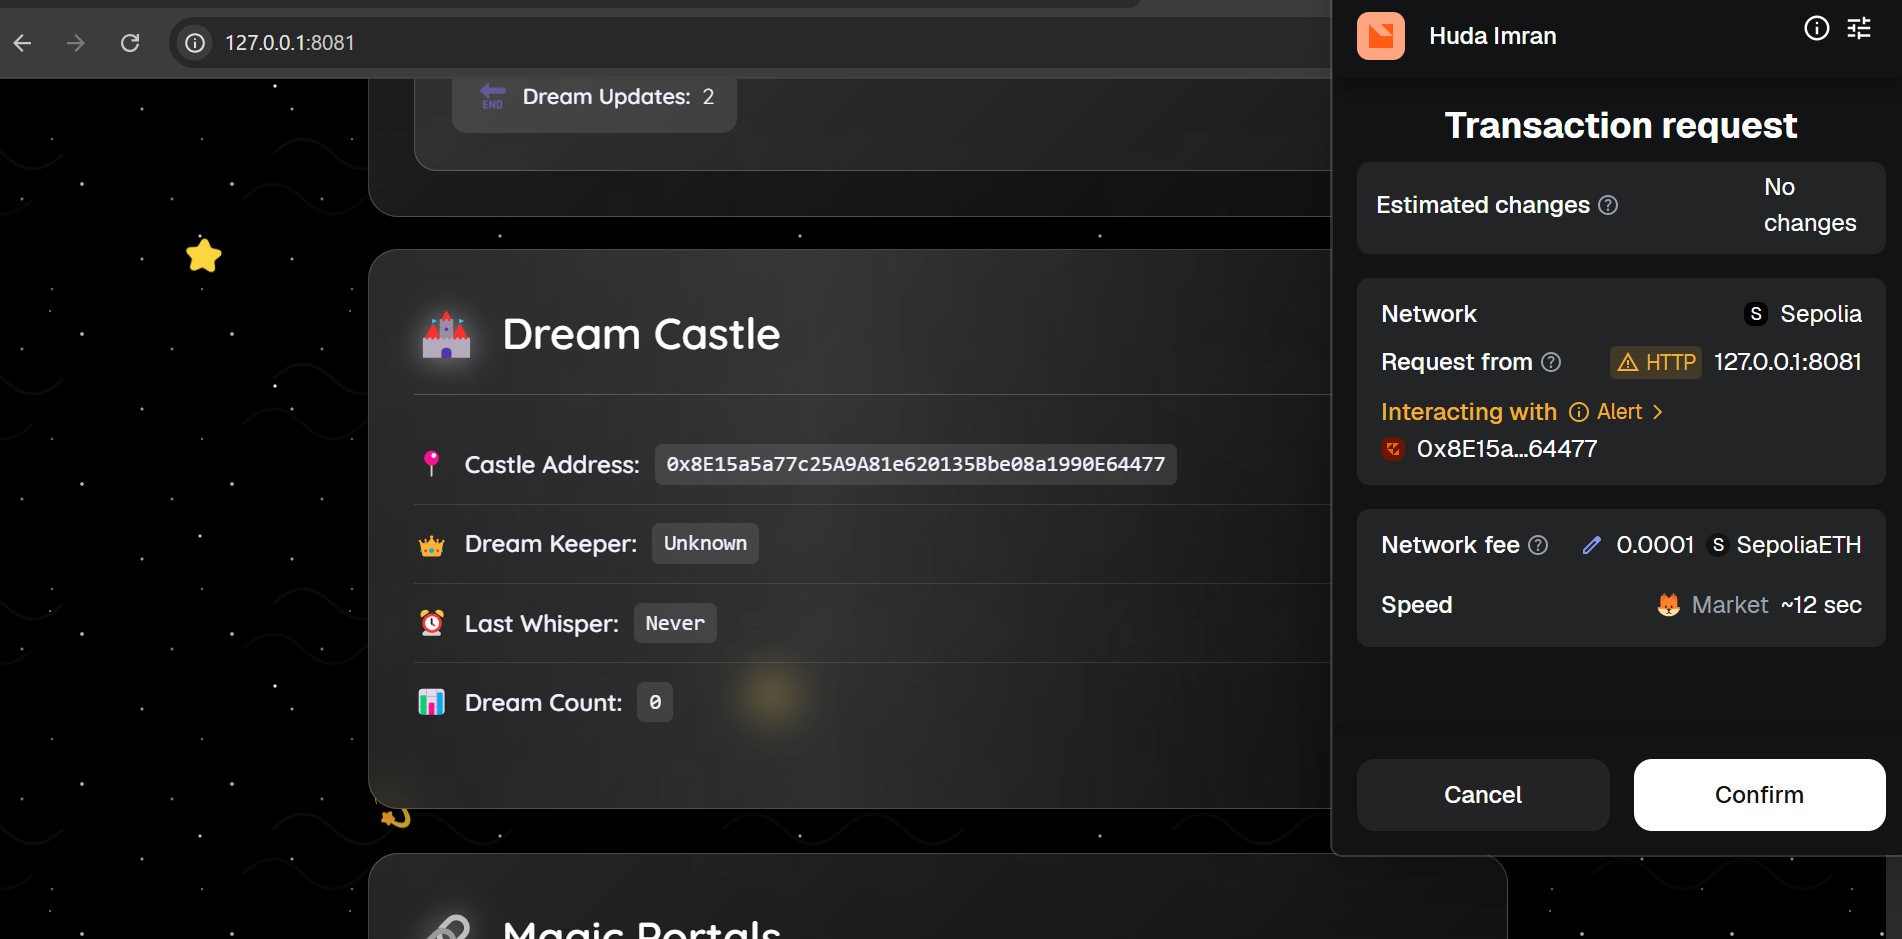 127.0.0.1:8081
END
Dream Updates: 2
Dream Castle
Castle Address: 0x8E15a5a77c25A9A81e620135Bbe08a1990E64477
Dream Keeper: Unknown
Last Whisper: Never
Dream Count: 0
Magic Portals
Huda Imran
Transaction request
Estimated changes
No
changes
Network
S Sepolia
Request from
HTTP 127.0.0.1:8081
Interacting with Alert
0x8E15a...64477
Network fee
0.0001 S SepoliaETH
Speed
Market ~12 sec
Cancel
Confirm